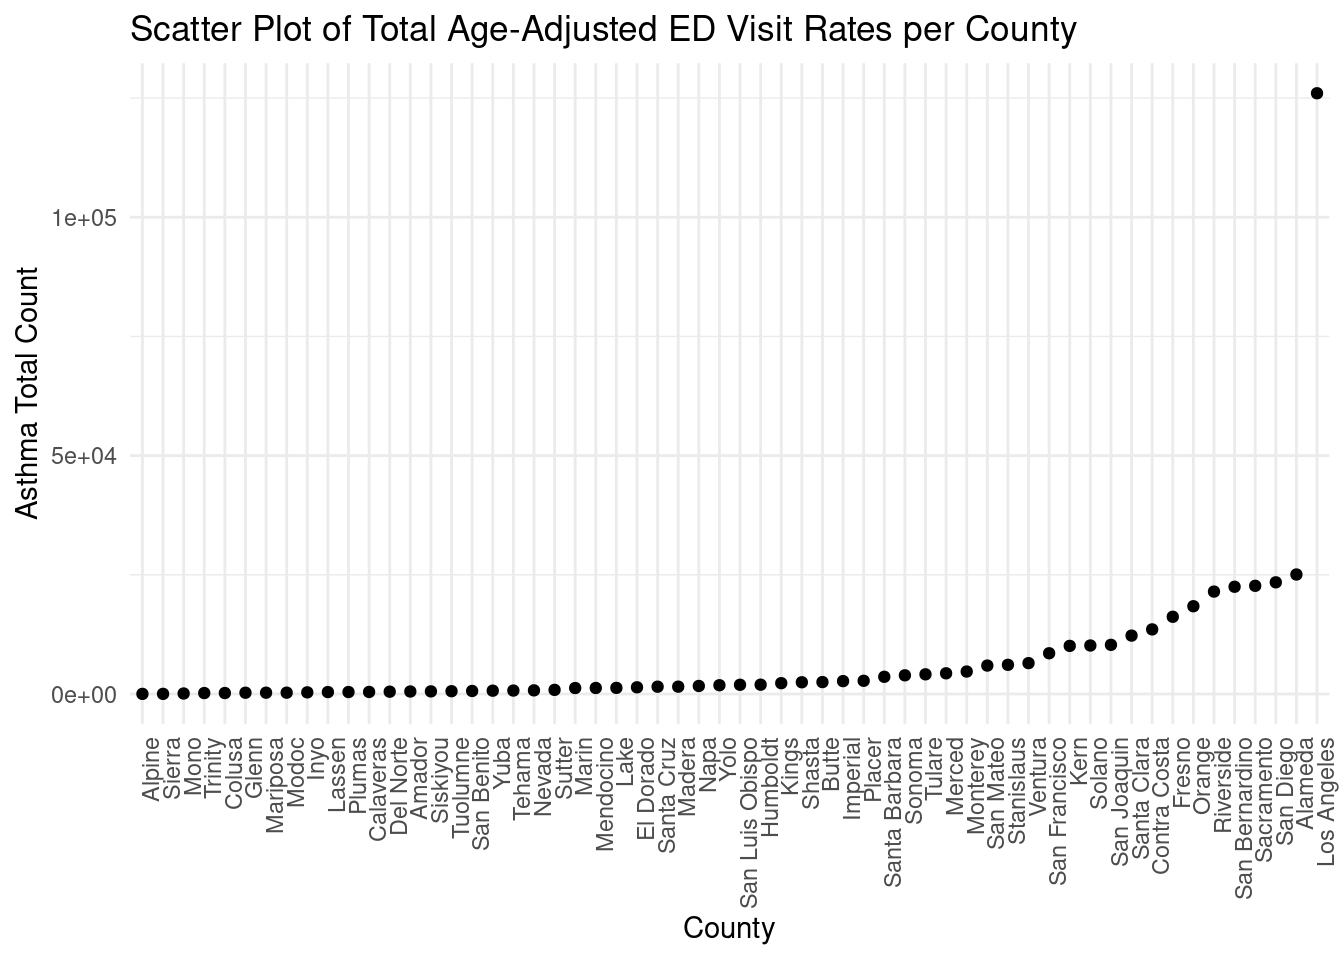 Scatter Plot of Total Age-Adjusted ED Visit Rates per County
Asthma Total Count
1e+05
5e+04
0e+00
Alpine
Sierra
Mono
Trinity
Colusa
Glenn
Mariposa
Modoc
Inyo
Lassen
Plumas
Calaveras
Del Norte
Amador
Siskiyou
Tuolumne
San Benito
Yuba
Tehama
Nevada
Sutter
Marin
Mendocino
Lake
El Dorado
Santa Cruz
Madera
Napa
Yolo
San Luis Obispo
Humboldt
Kings
Shasta
Butte
Imperial
Placer
Santa Barbara
Sonoma
Tulare
Merced
Monterey
San Mateo
Stanislaus
Ventura
San Francisco
Kern
Solano
San Joaquin
Santa Clara
Contra Costa
Fresno
Orange
Riverside
San Bernardino
Sacramento
San Diego
Alameda
Los Angeles
County